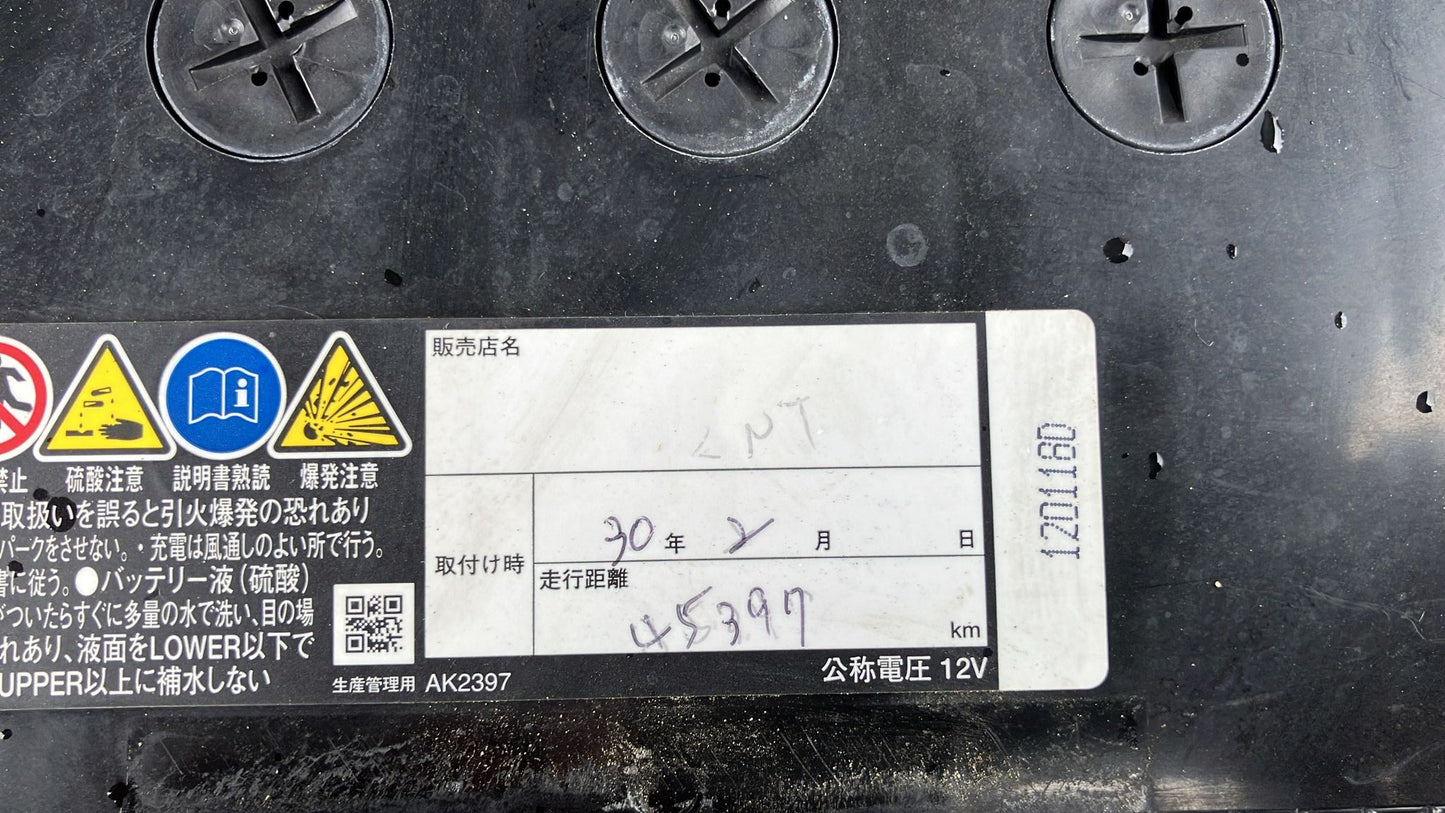 販売店名
LNT
取付け時
30年 2月 日
走行距離
45397 km
公称電圧 12V
1201180
禁止
硫酸注意
説明書熟読
爆発注意
取扱いを誤ると引火爆発の恐れあり
パークをさせない。・充電は風通しのよい所で行う。
書に従う。●バッテリー液(硫酸)
がついたらすぐに多量の水で洗い、目の場
れあり、液面をLOWER以下で
UPPER以上に補水しない
生産管理用 AK2397